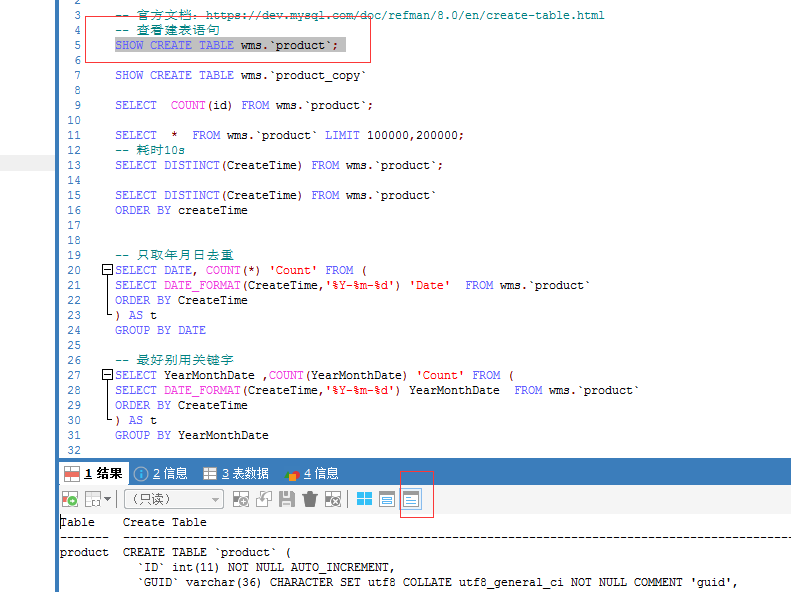 2
3 -- 官方文档：https://dev.mysql.com/doc/refman/8.0/en/create-table.html
4 -- 查看建表语句
5 SHOW CREATE TABLE wms.`product`;
6
7 SHOW CREATE TABLE wms.`product_copy`
8
9 SELECT  COUNT(id) FROM wms.`product`;
10
11 SELECT  *  FROM wms.`product` LIMIT 100000,200000;
12 -- 耗时10s
13 SELECT DISTINCT(CreateTime) FROM wms.`product`;
14
15 SELECT DISTINCT(CreateTime) FROM wms.`product`
16 ORDER BY createTime
17
18
19 -- 只取年月日去重
20 SELECT DATE, COUNT(*) 'Count' FROM (
21 SELECT DATE_FORMAT(CreateTime,'%Y-%m-%d') 'Date'  FROM wms.`product`
22 ORDER BY CreateTime
23 ) AS t
24 GROUP BY DATE
25
26 -- 最好别用关键字
27 SELECT YearMonthDate ,COUNT(YearMonthDate) 'Count' FROM (
28 SELECT DATE_FORMAT(CreateTime,'%Y-%m-%d') YearMonthDate  FROM wms.`product`
29 ORDER BY CreateTime
30 ) AS t
31 GROUP BY YearMonthDate
32
1 结果 2 信息 3 表数据 4 信息
（只读）
Table Create Table
------- ----------------------------------------------------------------
product CREATE TABLE `product` (
`ID` int(11) NOT NULL AUTO_INCREMENT,
`GUID` varchar(36) CHARACTER SET utf8 COLLATE utf8_general_ci NOT NULL COMMENT 'guid',